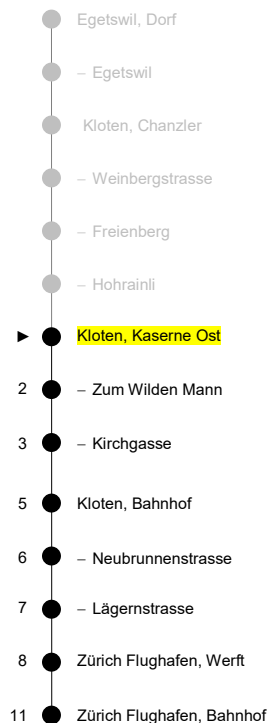 Egetswil, Dorf
– Egetswil
Kloten, Chanzler
– Weinbergstrasse
– Freienberg
– Hohrainli
► Kloten, Kaserne Ost
2 – Zum Wilden Mann
3 – Kirchgasse
5 Kloten, Bahnhof
6 – Neubrunnenstrasse
7 – Lägernstrasse
8 Zürich Flughafen, Werft
11 Zürich Flughafen, Bahnhof